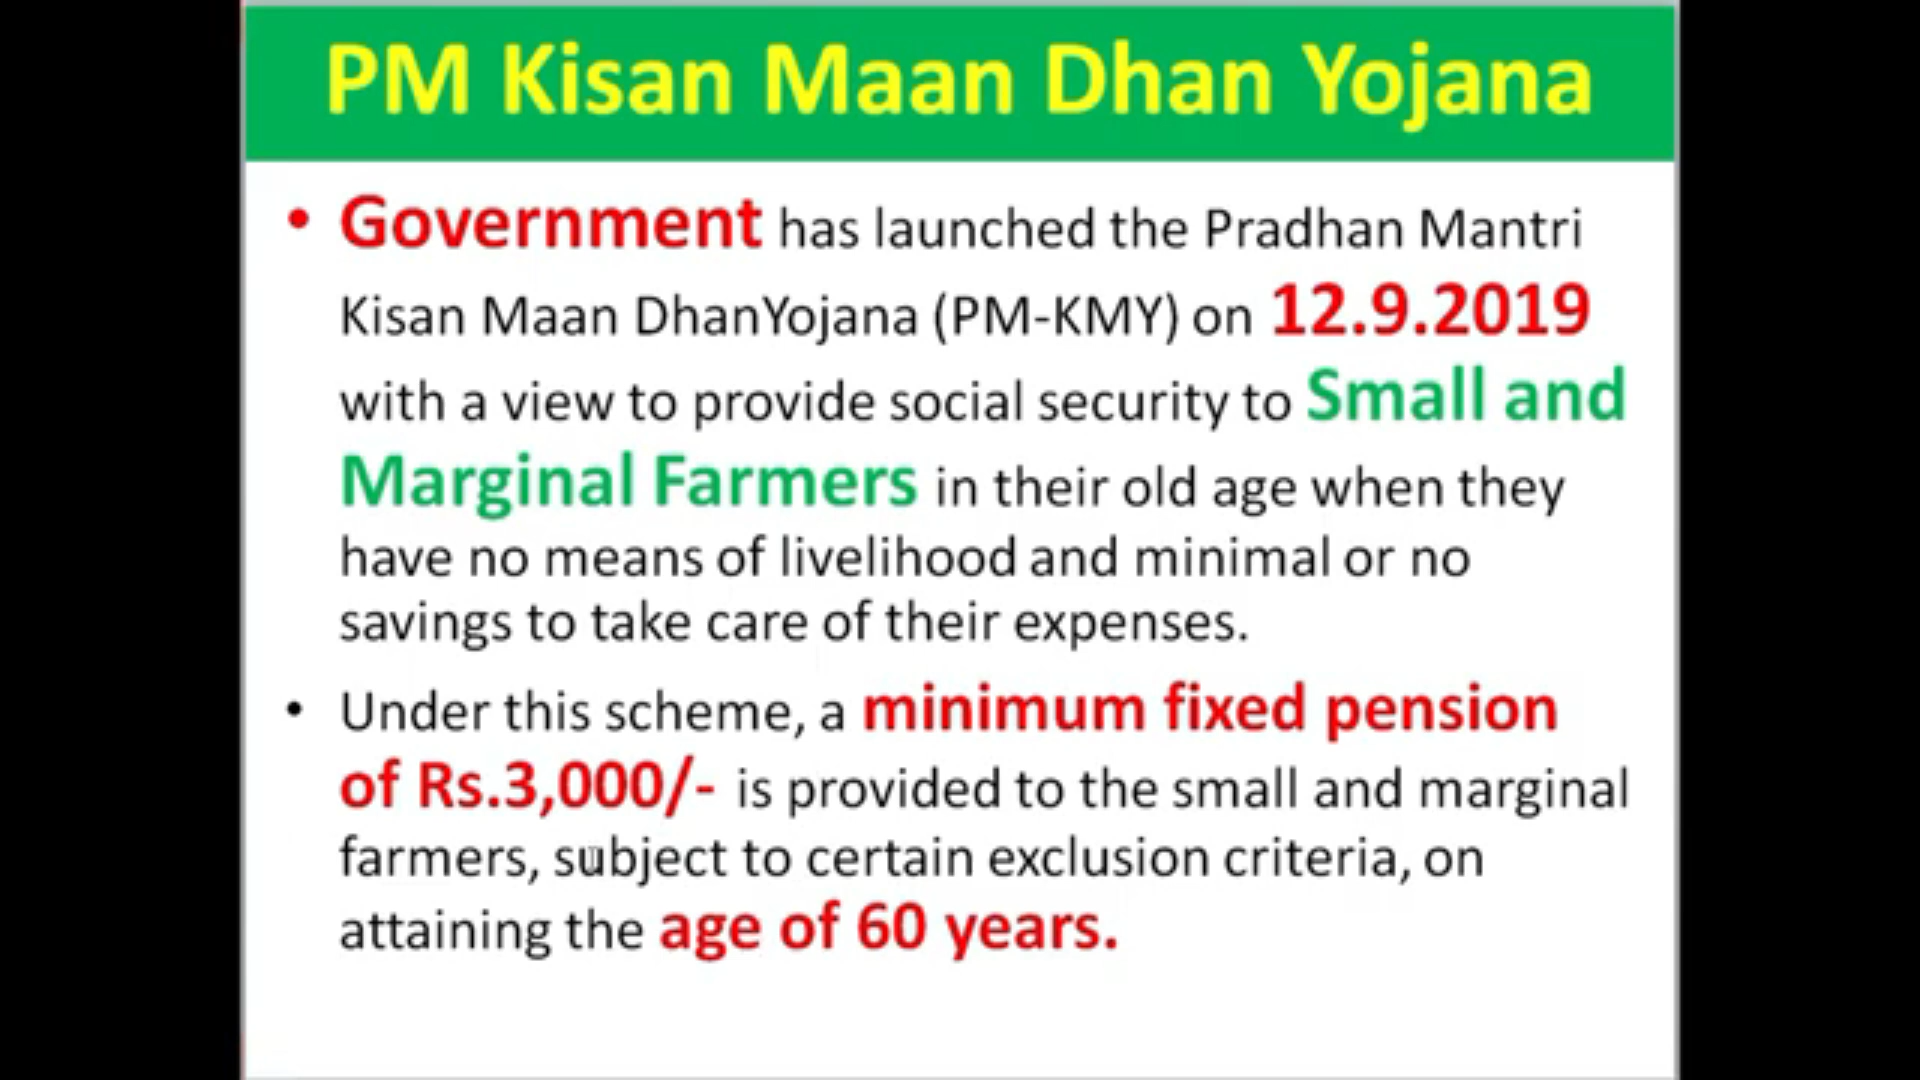 PM Kisan Maan Dhan Yojana
• Government has launched the Pradhan Mantri
Kisan Maan DhanYojana (PM-KMY) on 12.9.2019
with a view to provide social security to Small and
Marginal Farmers in their old age when they
have no means of livelihood and minimal or no
savings to take care of their expenses.
• Under this scheme, a minimum fixed pension
of Rs.3,000/- is provided to the small and marginal
farmers, subject to certain exclusion criteria, on
attaining the age of 60 years.